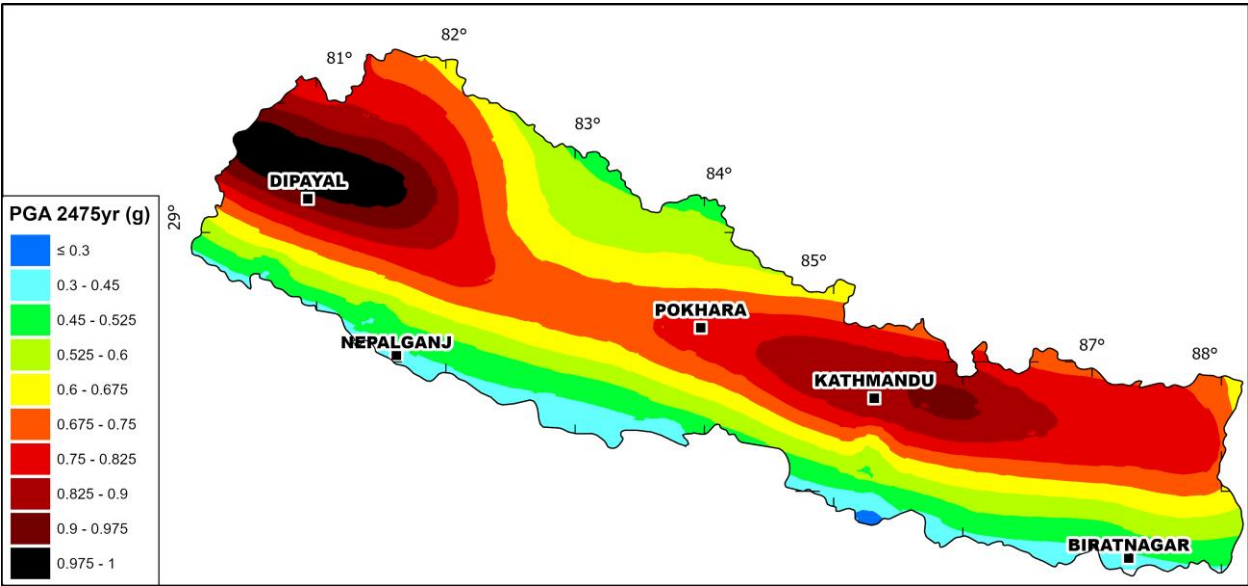 82°
81°
83°
84°
DIPAYAL
PGA 2475yr (g)
29°
≤ 0.3
0.3 - 0.45
0.45 - 0.525
0.525 - 0.6
0.6 - 0.675
0.675 - 0.75
0.75 - 0.825
0.825 - 0.9
0.9 - 0.975
0.975 - 1
85°
POKHARA
NEPALGANJ
87°
88°
KATHMANDU
BIRATNAGAR